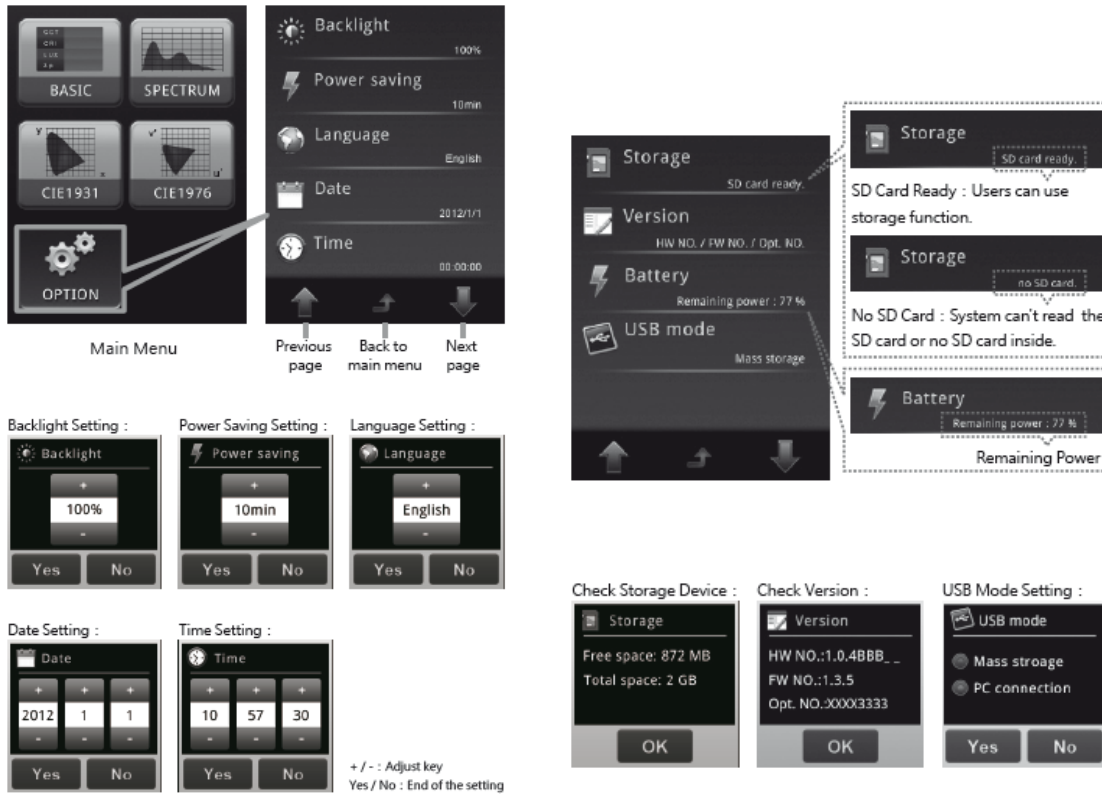 CCT
CRI
LUX
λp
BASIC
SPECTRUM
y
x
CIE1931
v'
u'
CIE1976
OPTION
Main Menu
Backlight
100%
Power saving
10min
Language
English
Date
2012/1/1
Time
00:00:00
Previous
page
Back to
main menu
Next
page
Storage
SD card ready.
Version
HW NO. / FW NO. / Opt. NO.
Battery
Remaining power : 77 %
USB mode
Mass storage
Storage
SD card ready.
SD Card Ready : Users can use
storage function.
Storage
no SD card.
No SD Card : System can't read the
SD card or no SD card inside.
Battery
Remaining power : 77 %
Remaining Power
Backlight Setting :
Backlight
+
100%
-
Yes No
Power Saving Setting :
Power saving
+
10min
-
Yes No
Language Setting :
Language
+
English
-
Yes No
Date Setting :
Date
+ + +
2012 1 1
- - -
Yes No
Time Setting :
Time
+ + +
10 57 30
- - -
Yes No
+ / - : Adjust key
Yes / No : End of the setting
Check Storage Device :
Storage
Free space: 872 MB
Total space: 2 GB
OK
Check Version :
Version
HW NO.:1.0.4BBB_ _
FW NO.:1.3.5
Opt. NO.:XXXX3333
OK
USB Mode Setting :
USB mode
Mass stroage
PC connection
Yes No